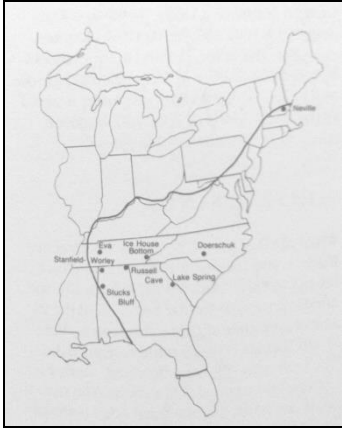 Neville
Eva
Ice House
Bottom
Doerschuk
Stanfield-
Worley
Russell
Cave
Lake Spring
Stucks
Bluff